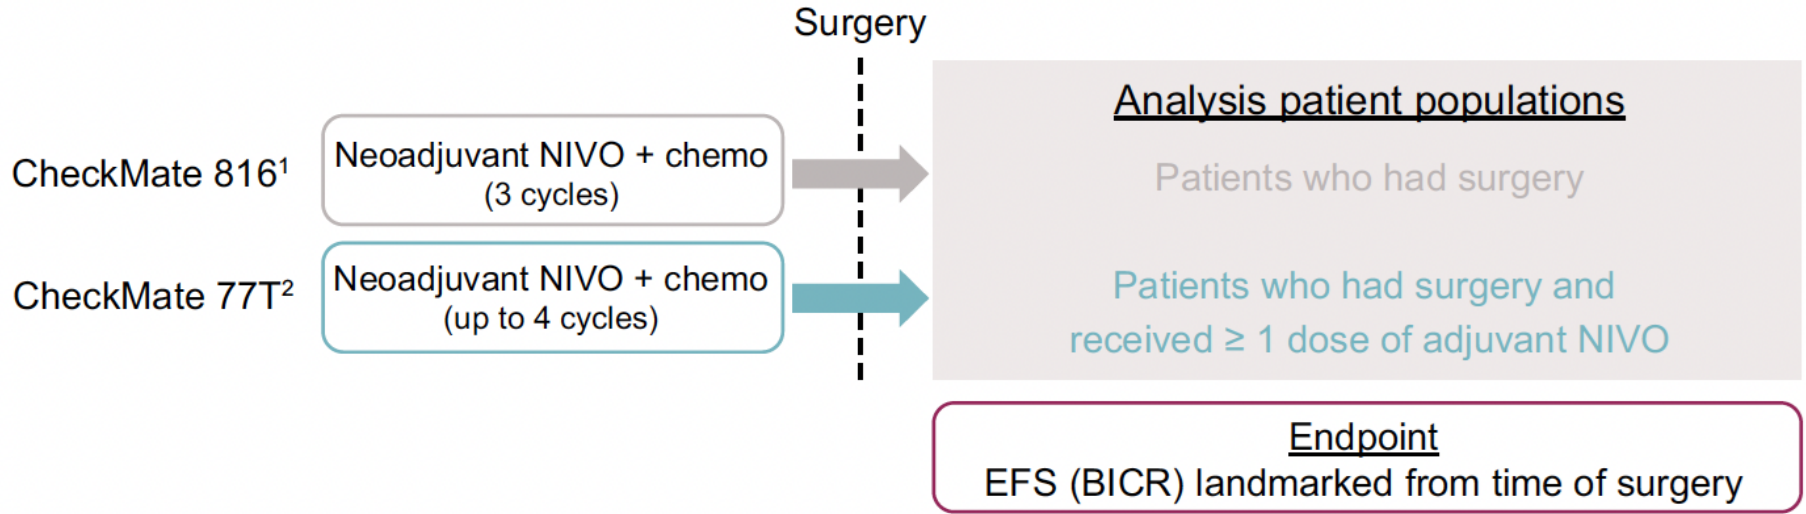 Surgery
Analysis patient populations
CheckMate 816¹
Neoadjuvant NIVO + chemo
(3 cycles)
Patients who had surgery
CheckMate 77T²
Neoadjuvant NIVO + chemo
(up to 4 cycles)
Patients who had surgery and
received ≥ 1 dose of adjuvant NIVO
Endpoint
EFS (BICR) landmarked from time of surgery